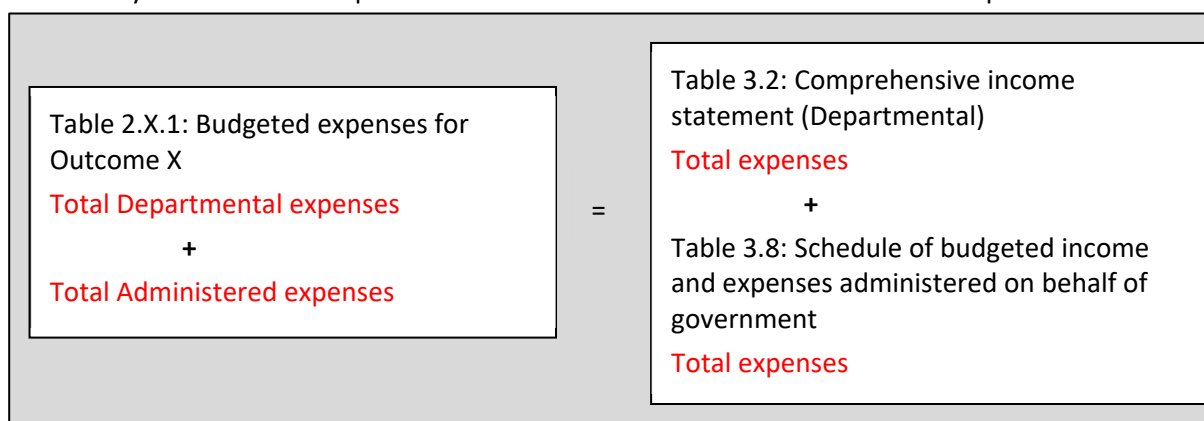 Table 2.X.1: Budgeted expenses for
Outcome X
Total Departmental expenses
+
Total Administered expenses
=
Table 3.2: Comprehensive income
statement (Departmental)
Total expenses
+
Table 3.8: Schedule of budgeted income
and expenses administered on behalf of
government
Total expenses